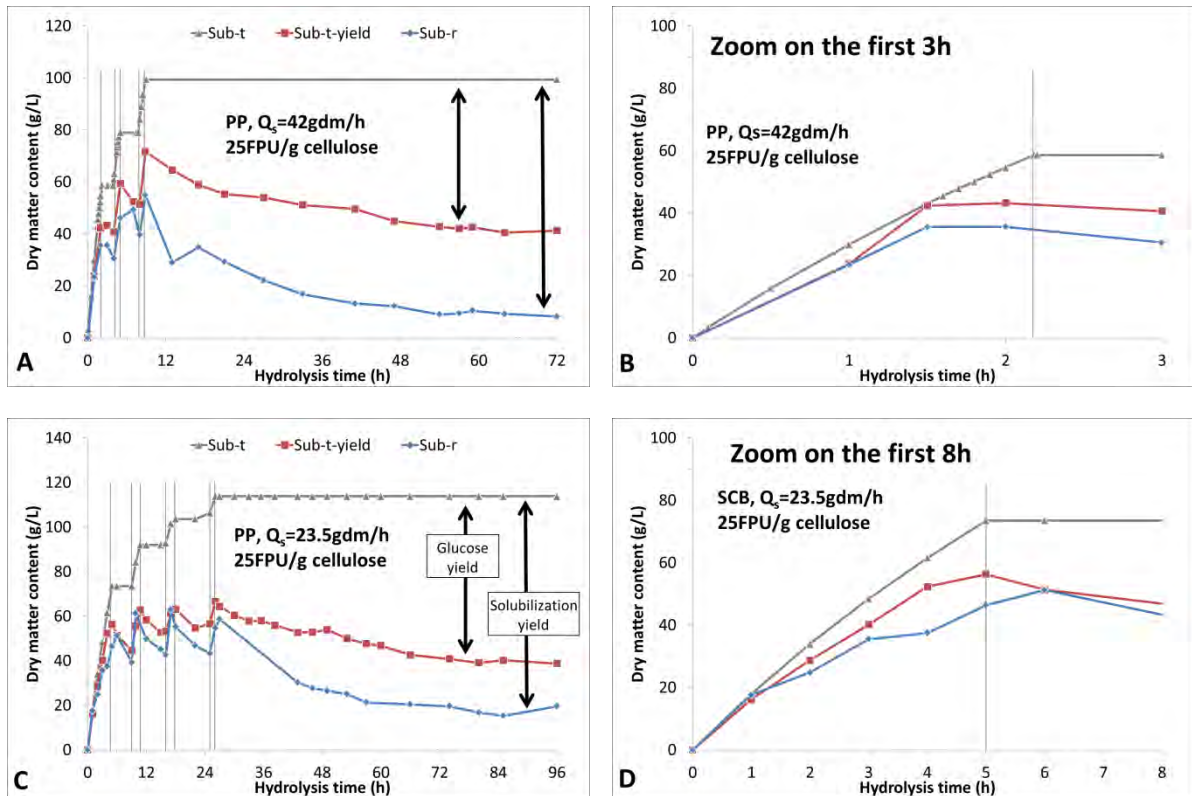 120
100
80
60
40
20
0
Dry matter content (g/L)
Sub-t
Sub-t-yield
Sub-r
PP, Qs=42gdm/h
25FPU/g cellulose
0 12 24 36 48 60 72
Hydrolysis time (h)
A
100
80
60
40
20
0
Dry matter content (g/L)
Zoom on the first 3h
PP, Qs=42gdm/h
25FPU/g cellulose
0 1 2 3
Hydrolysis time (h)
B
140
120
100
80
60
40
20
0
Dry matter content (g/L)
Sub-t
Sub-t-yield
Sub-r
PP, Qs=23.5gdm/h
25FPU/g cellulose
Glucose
yield
Solubilization
yield
0 12 24 36 48 60 72 84 96
Hydrolysis time (h)
C
100
80
60
40
20
0
Dry matter content (g/L)
Zoom on the first 8h
SCB, Qs=23.5gdm/h
25FPU/g cellulose
0 1 2 3 4 5 6 7 8
Hydrolysis time (h)
D